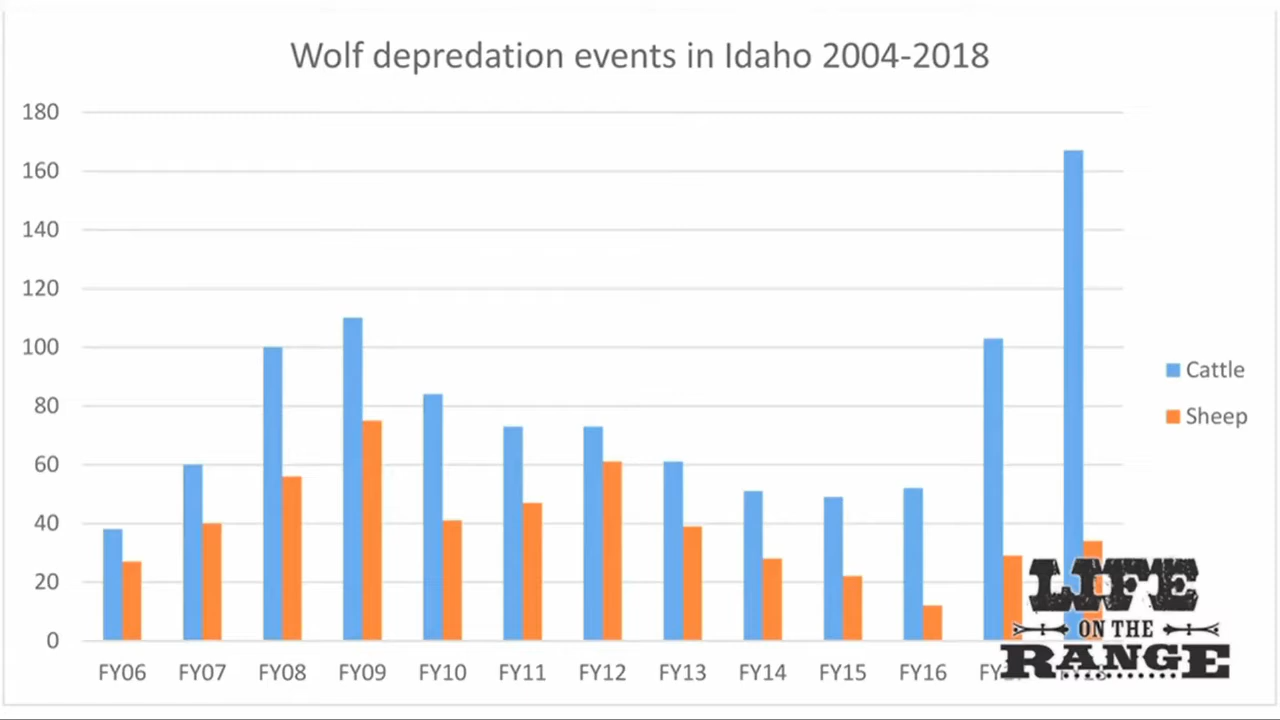 Wolf depredation events in Idaho 2004-2018
180
160
140
120
100
80
60
40
20
0
Cattle
Sheep
FY06 FY07 FY08 FY09 FY10 FY11 FY12 FY13 FY14 FY15 FY16
LIFE
ON THE
RANGE